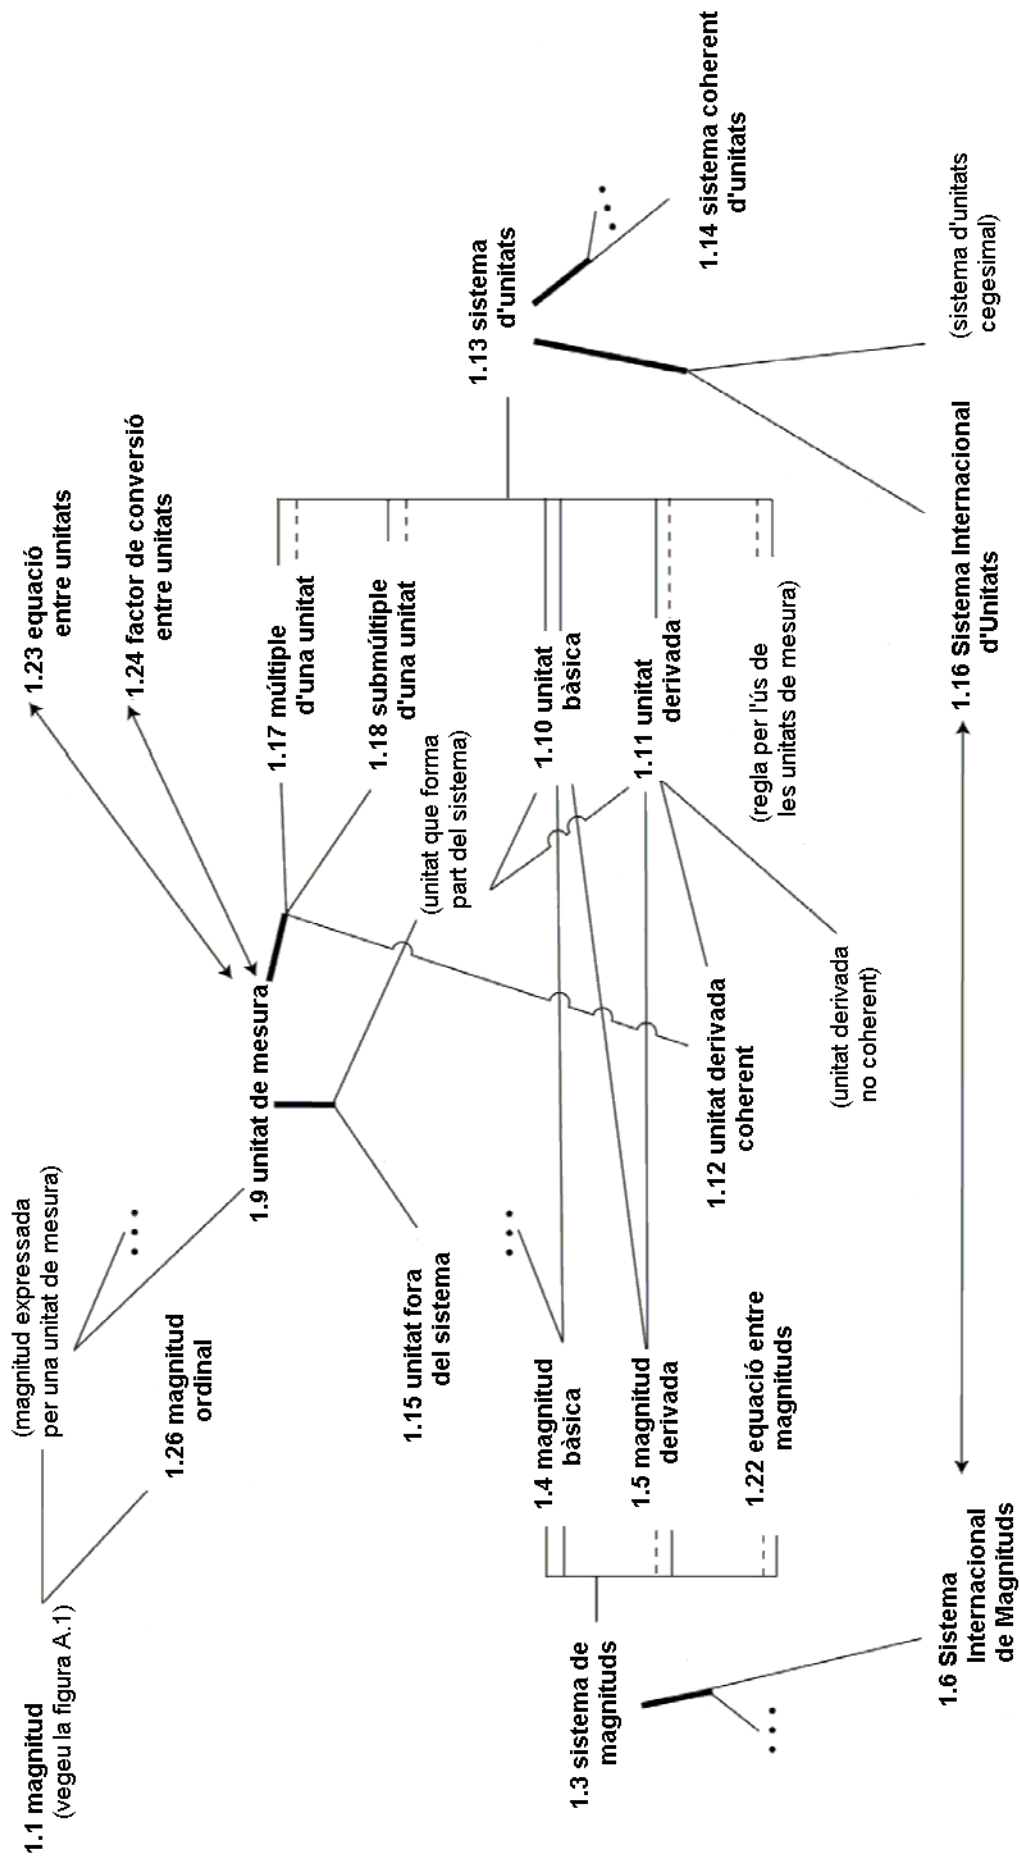 1.1 magnitud
(vegeu la figura A.1)
(magnitud expressada
per una unitat de mesura)
1.26 magnitud
ordinal
1.23 equació
entre unitats
1.24 factor de conversió
entre unitats
1.9 unitat de mesura
1.17 múltiple
d'una unitat
1.18 submúltiple
d'una unitat
1.15 unitat fora
del sistema
(unitat que forma
part del sistema)
1.13 sistema
d'unitats
1.3 sistema de
magnituds
1.4 magnitud
bàsica
1.10 unitat
bàsica
1.5 magnitud
derivada
1.11 unitat
derivada
1.14 sistema coherent
d'unitats
1.12 unitat derivada
coherent
1.22 equació entre
magnituds
(regla per l'ús de
les unitats de mesura)
(unitat derivada
no coherent)
1.6 Sistema
Internacional
de Magnituds
1.16 Sistema Internacional
d'Unitats
(sistema d'unitats
cegesimal)